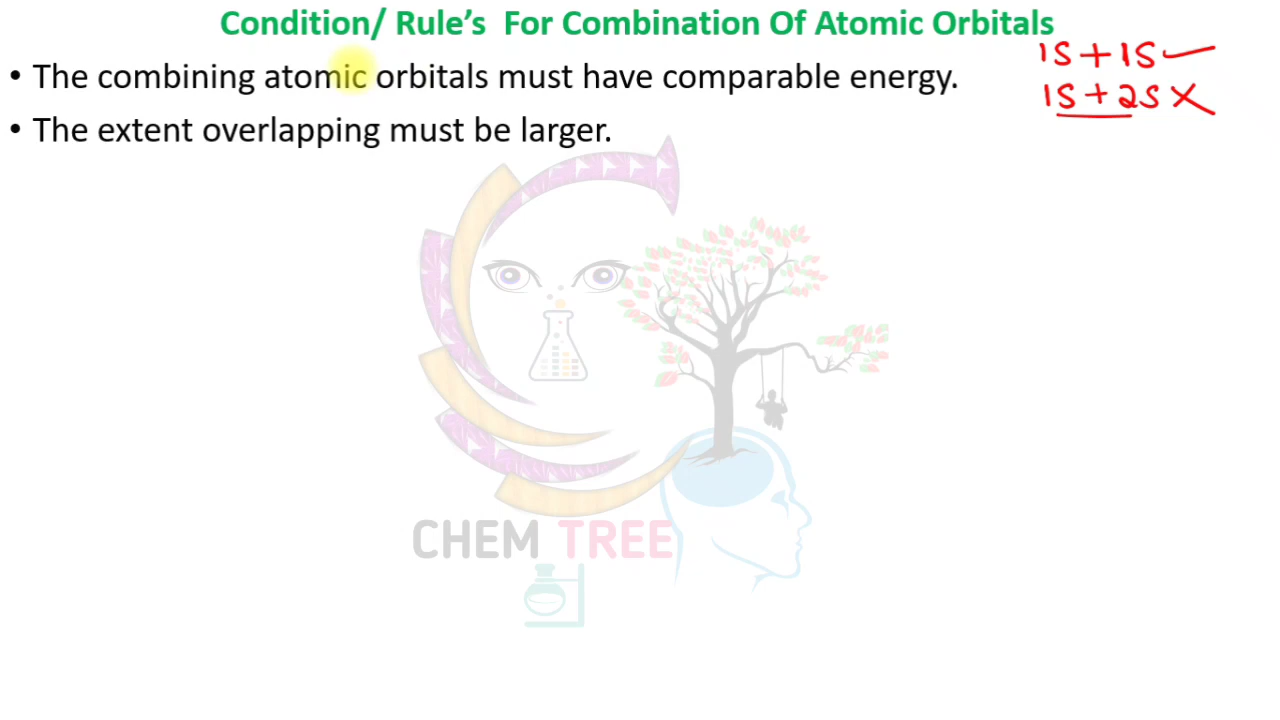 Condition/ Rule’s For Combination Of Atomic Orbitals
• The combining atomic orbitals must have comparable energy.
1S + 1S ✓
1S + 2S X
• The extent overlapping must be larger.
CHEM TREE